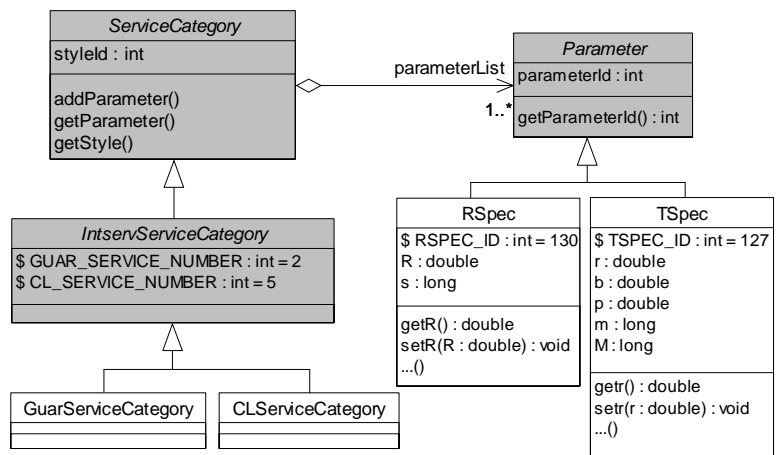 ServiceCategory
styleId : int
addParameter()
getParameter()
getStyle()
parameterList
1..*
Parameter
parameterId : int
getParameterId() : int
IntservServiceCategory
$ GUAR_SERVICE_NUMBER : int = 2
$ CL_SERVICE_NUMBER : int = 5
GuarServiceCategory
CLServiceCategory
RSpec
$ RSPEC_ID : int = 130
R : double
s : long
getR() : double
setR(R : double) : void
...()
TSpec
$ TSPEC_ID : int = 127
r : double
b : double
p : double
m : long
M : long
getr() : double
setr(r : double) : void
...()